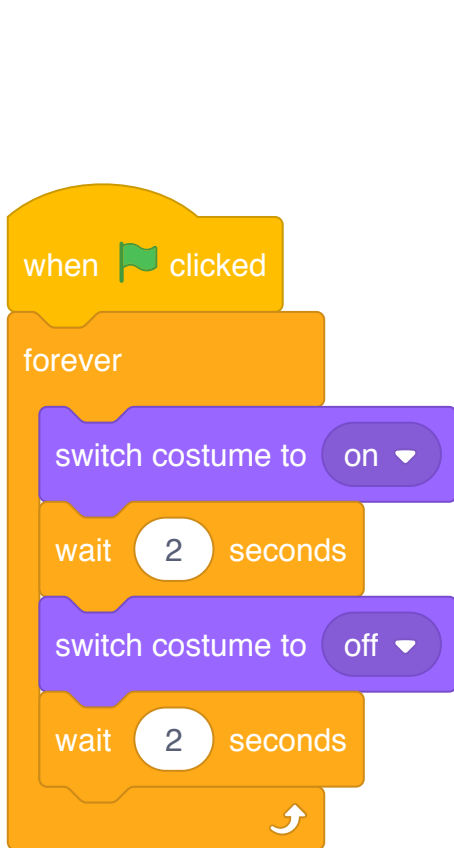 when clicked
forever
switch costume to on
wait 2 seconds
switch costume to off
wait 2 seconds